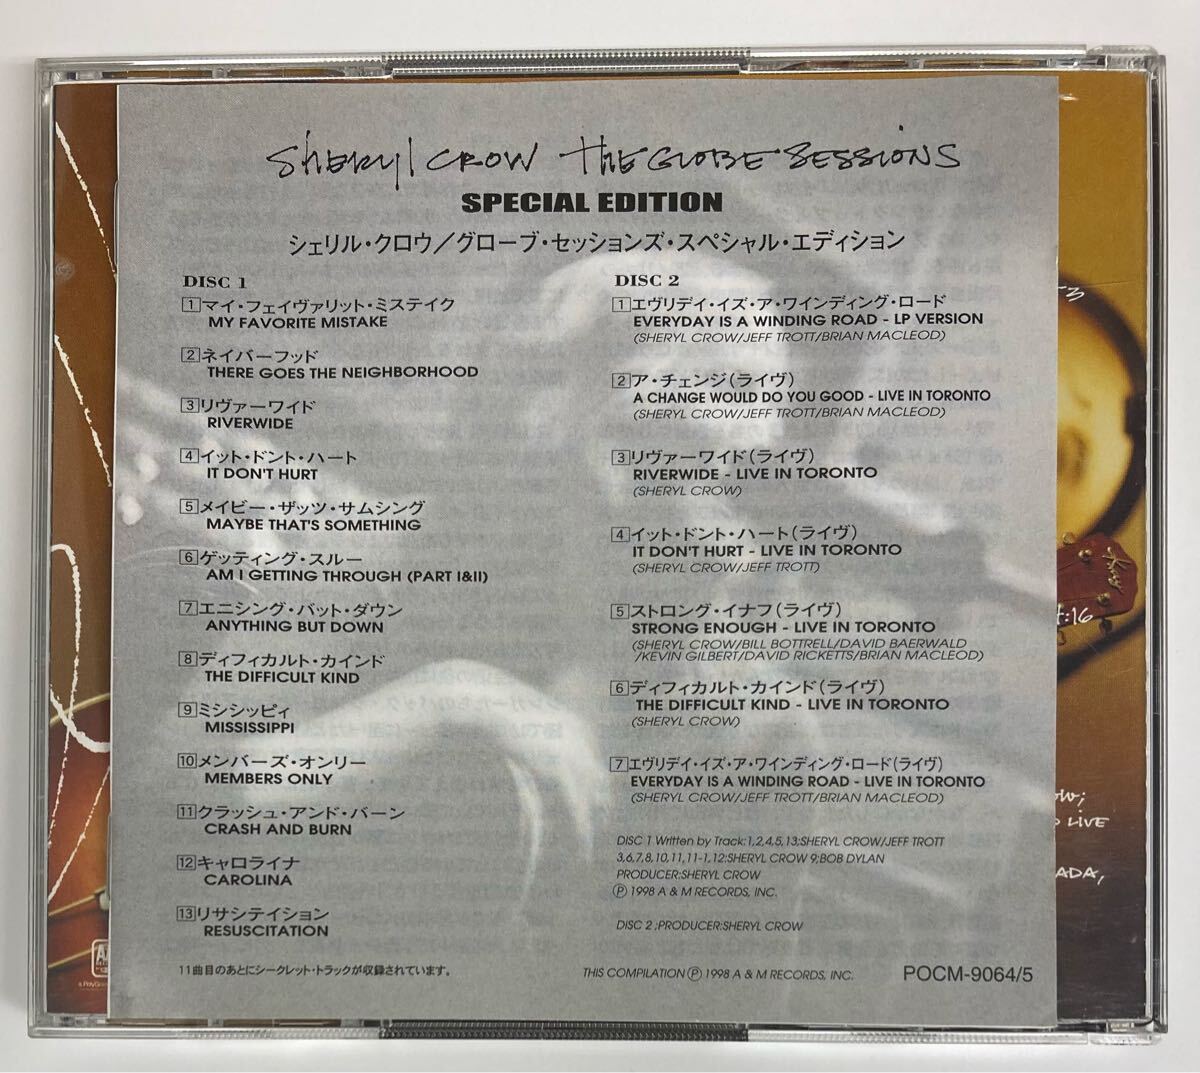 Sheryl CROW THE GLOBE SESSIONS
SPECIAL EDITION
シェリル・クロウ/グローブ・セッションズ・スペシャル・エディション
DISC 1
1 マイ・フェイヴァリット・ミステイク
MY FAVORITE MISTAKE
2 ネイバーフッド
THERE GOES THE NEIGHBORHOOD
3 リヴァーワイド
RIVERWIDE
4 イット・ドント・ハート
IT DON'T HURT
5 メイビー・ザッツ・サムシング
MAYBE THAT'S SOMETHING
6 ゲッティング・スルー
AM I GETTING THROUGH (PART I&II)
7 エニシング・バット・ダウン
ANYTHING BUT DOWN
8 ディフィカルト・カインド
THE DIFFICULT KIND
9 ミシシッピィ
MISSISSIPPI
10 メンバーズ・オンリー
MEMBERS ONLY
11 クラッシュ・アンド・バーン
CRASH AND BURN
12 キャロライナ
CAROLINA
13 リサシテイション
RESUSCITATION
11曲目のあとにシークレット・トラックが収録されています。
DISC 2
1 エヴリデイ・イズ・ア・ワインディング・ロード
EVERYDAY IS A WINDING ROAD - LP VERSION
(SHERYL CROW/JEFF TROTT/BRIAN MACLEOD)
2 ア・チェンジ(ライヴ)
A CHANGE WOULD DO YOU GOOD - LIVE IN TORONTO
(SHERYL CROW/JEFF TROTT/BRIAN MACLEOD)
3 リヴァーワイド(ライヴ)
RIVERWIDE - LIVE IN TORONTO
(SHERYL CROW)
4 イット・ドント・ハート(ライヴ)
IT DON'T HURT - LIVE IN TORONTO
(SHERYL CROW/JEFF TROTT)
5 ストロング・イナフ(ライヴ)
STRONG ENOUGH - LIVE IN TORONTO
(SHERYL CROW/BILL BOTTRELL/DAVID BAERWALD
/KEVIN GILBERT/DAVID RICKETTS/BRIAN MACLEOD)
6 ディフィカルト・カインド(ライヴ)
THE DIFFICULT KIND - LIVE IN TORONTO
(SHERYL CROW)
7 エヴリデイ・イズ・ア・ワインディング・ロード(ライヴ)
EVERYDAY IS A WINDING ROAD - LIVE IN TORONTO
(SHERYL CROW/JEFF TROTT/BRIAN MACLEOD)
DISC 1 Written by Track:1,2,4,5,13:SHERYL CROW/JEFF TROTT
3,6,7,8,10,11,11-1,12:SHERYL CROW 9;BOB DYLAN
PRODUCER:SHERYL CROW
Ⓟ 1998 A & M RECORDS, INC.
DISC 2 ;PRODUCER:SHERYL CROW
THIS COMPILATION Ⓟ 1998 A & M RECORDS, INC.
POCM-9064/5
:16
LIVE
ADA,